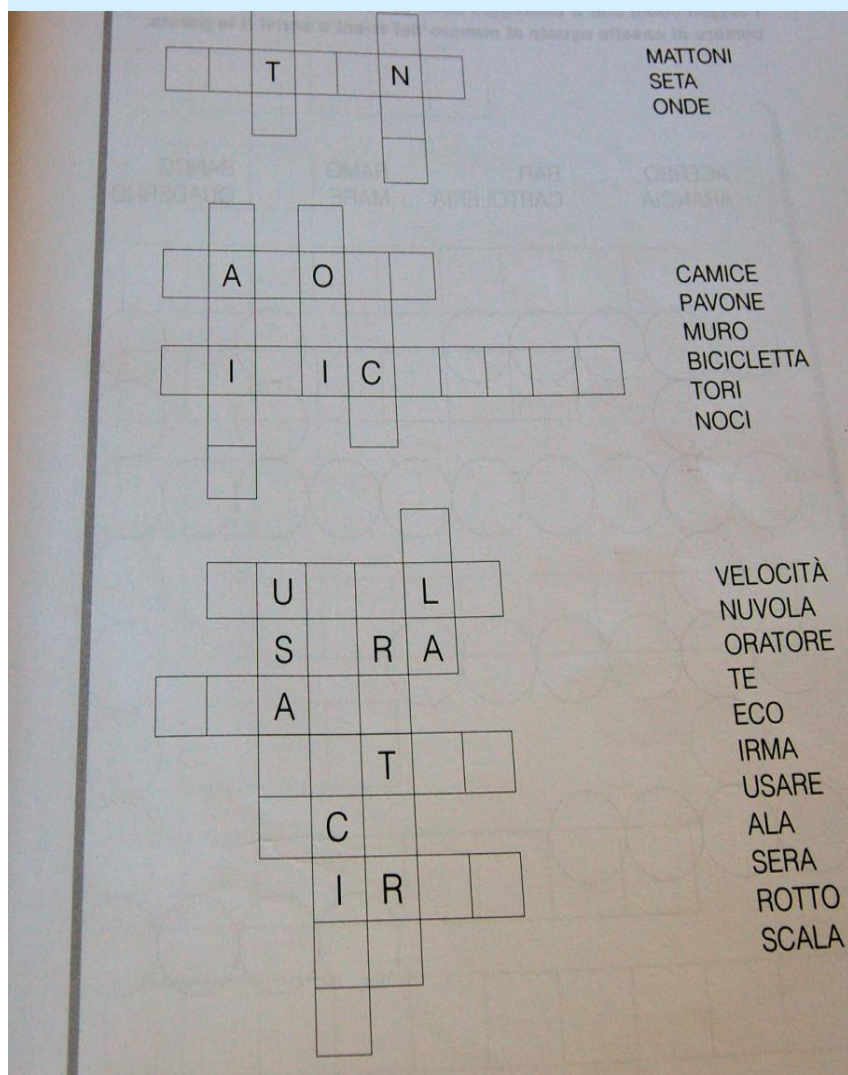 T N
MATTONI
SETA
ONDE
A O
I I C
CAMICE
PAVONE
MURO
BICICLETTA
TORI
NOCI
U L
S R A
A
T
C
I R
VELOCITÀ
NUVOLA
ORATORE
TE
ECO
IRMA
USARE
ALA
SERA
ROTTO
SCALA